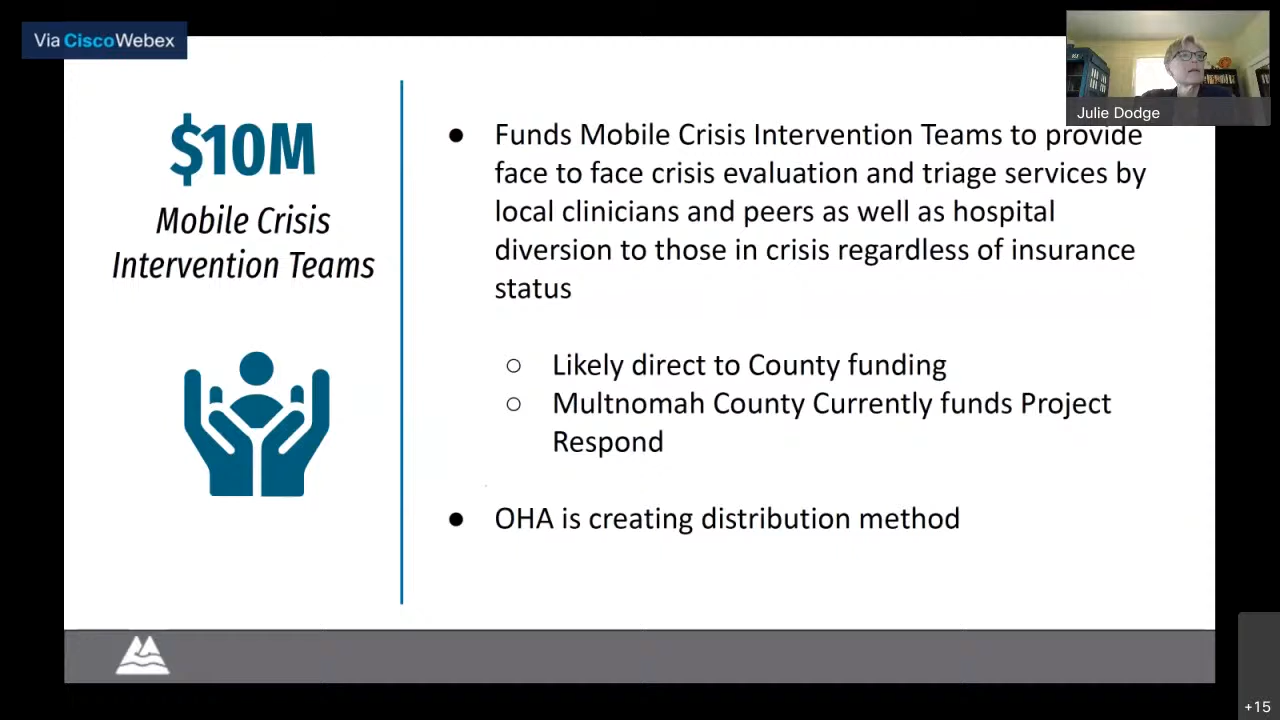 Via CiscoWebex
Julie Dodge
$10M
Mobile Crisis
Intervention Teams
● Funds Mobile Crisis Intervention Teams to provide
face to face crisis evaluation and triage services by
local clinicians and peers as well as hospital
diversion to those in crisis regardless of insurance
status
○ Likely direct to County funding
○ Multnomah County Currently funds Project
Respond
● OHA is creating distribution method
+15